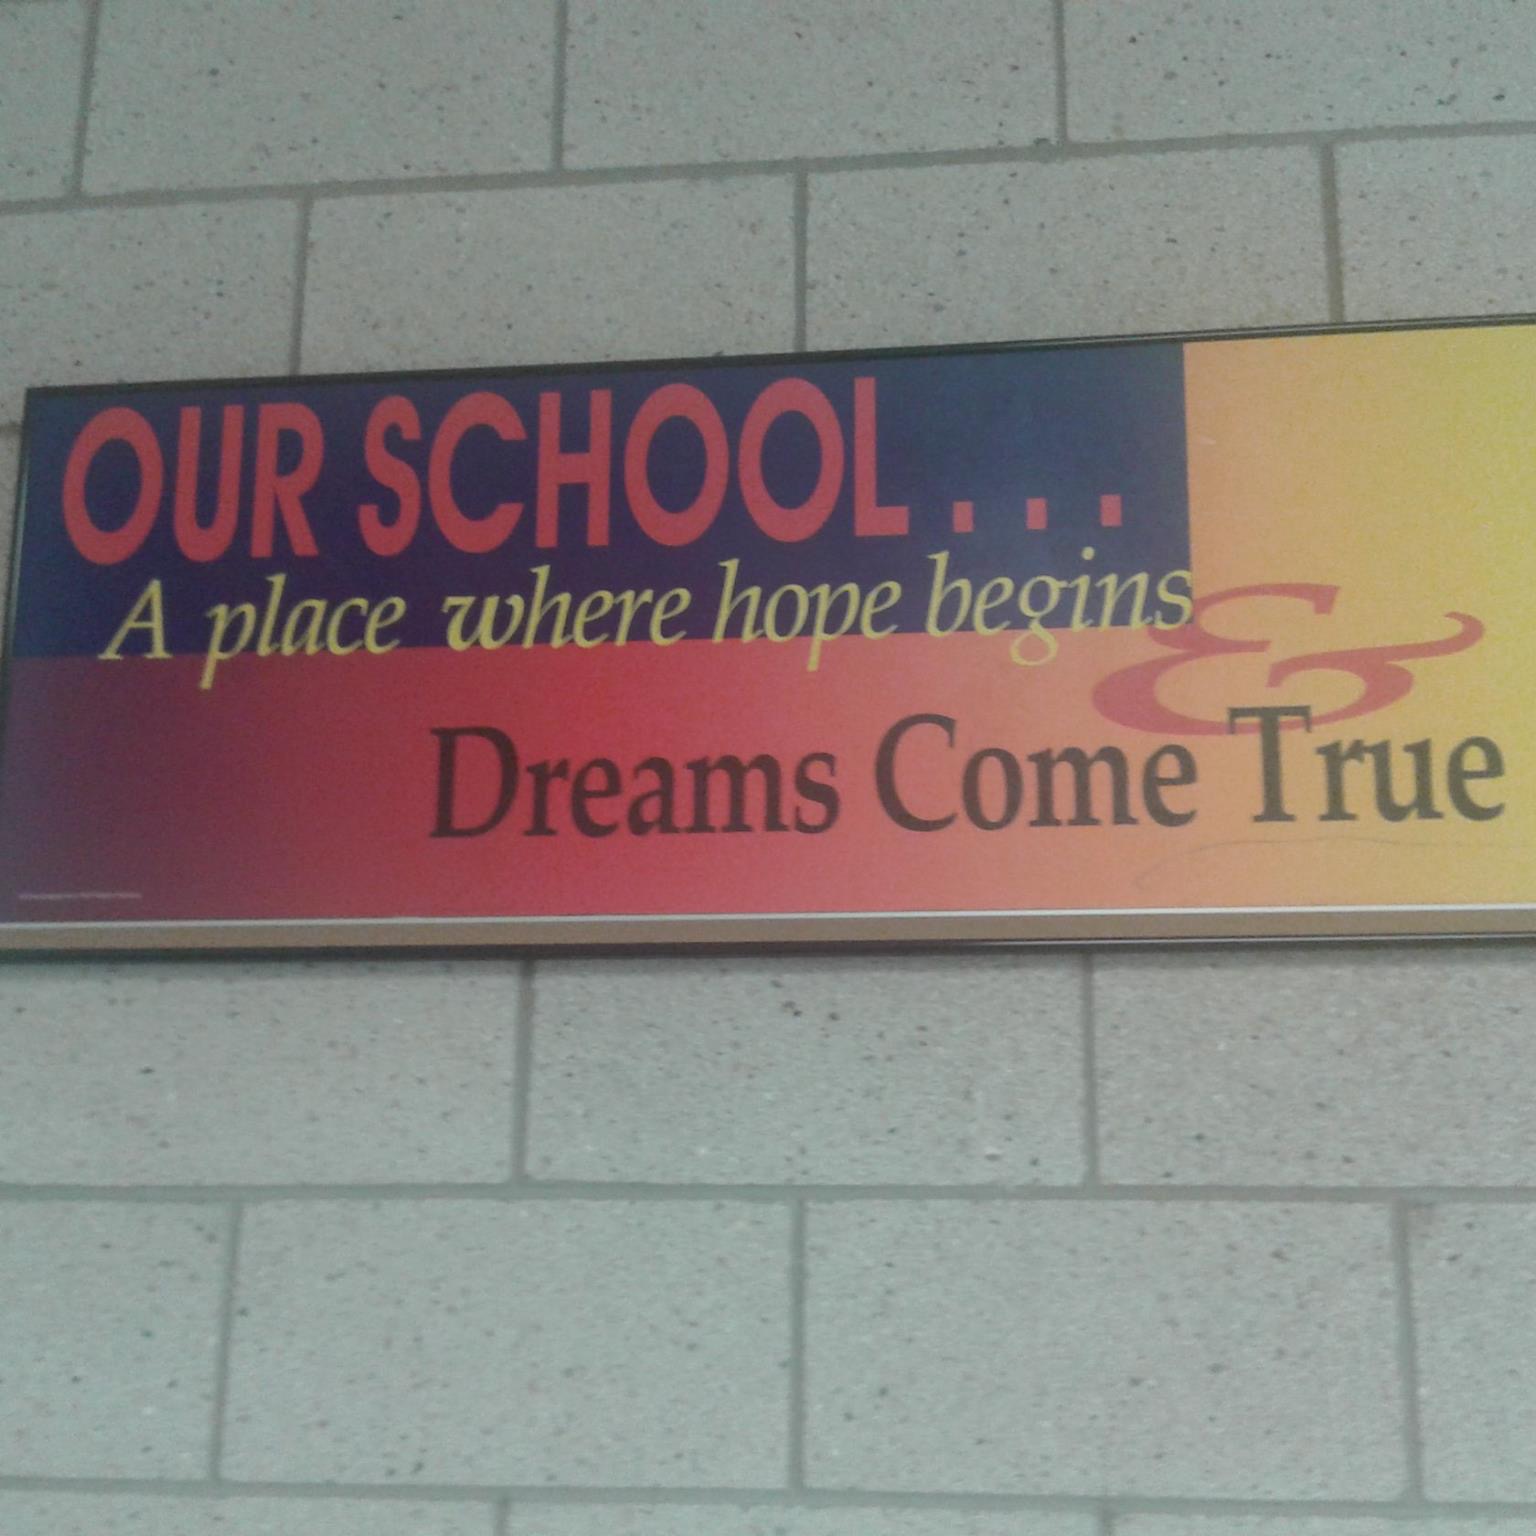 OUR SCHOOL...
A place where hope begins
&
Dreams Come True